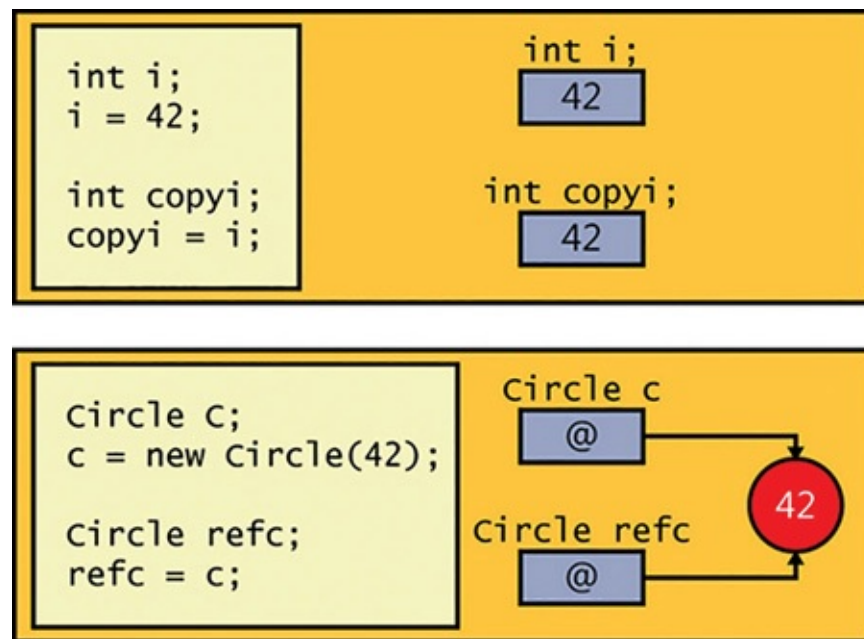 int i;
i = 42;
int copyi;
copyi = i;
int i;
42
int copyi;
42
Circle C;
c = new Circle(42);
Circle refc;
refc = c;
Circle c
@
42
Circle refc
@